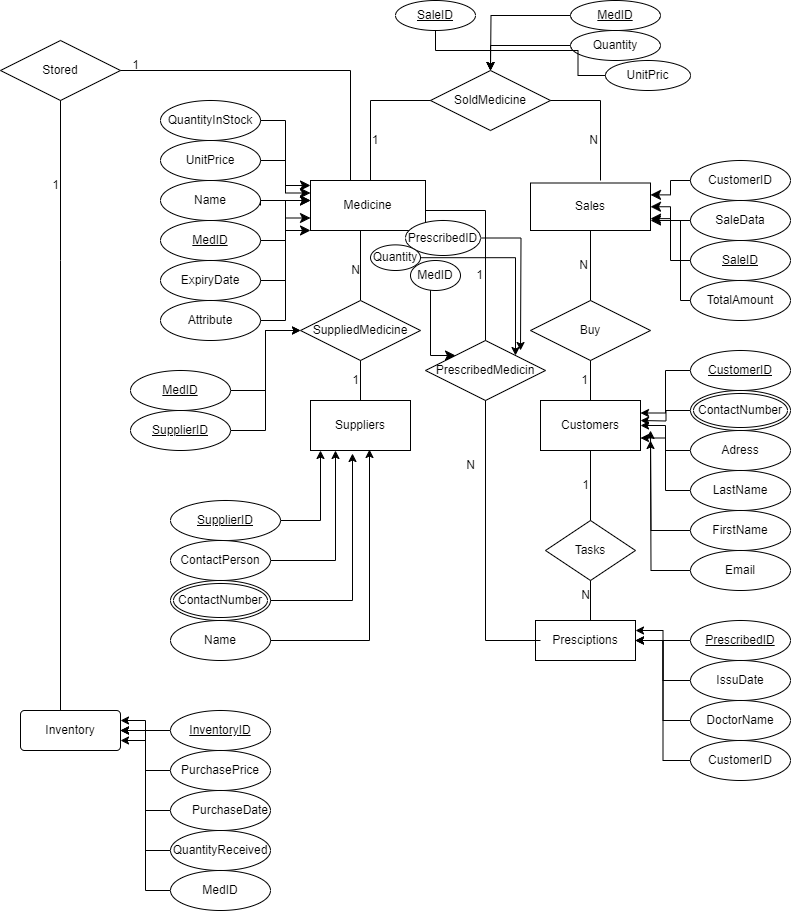 SaleID
MedID
Quantity
UnitPric
Stored
1
SoldMedicine
1
N
QuantityInStock
UnitPrice
Name
MedID
ExpiryDate
Attribute
1
Medicine
Sales
CustomerID
SaleData
SaleID
TotalAmount
PrescribedID
Quantity
MedID
N
1
N
SuppliedMedicine
Buy
PrescribedMedicin
1
1
MedID
SupplierID
Suppliers
Customers
CustomerID
ContactNumber
Adress
LastName
FirstName
Email
N
1
SupplierID
ContactPerson
ContactNumber
Name
Tasks
N
Presciptions
PrescribedID
IssuDate
DoctorName
CustomerID
Inventory
InventoryID
PurchasePrice
PurchaseDate
QuantityReceived
MedID